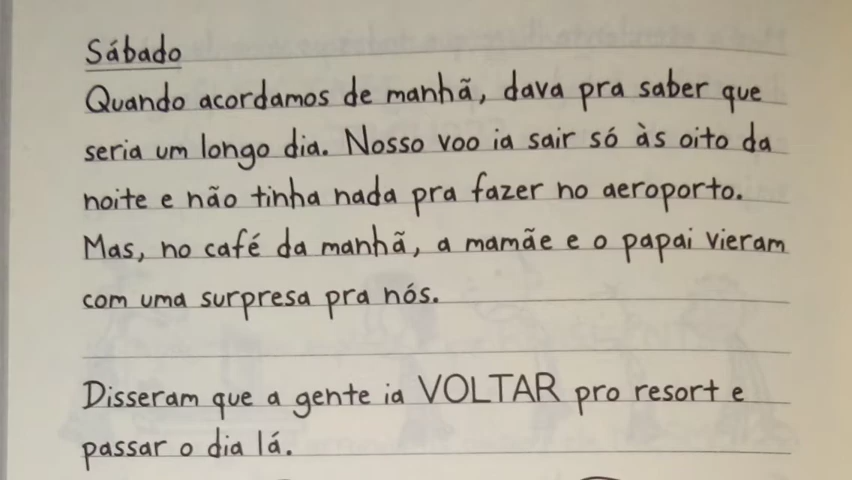 Sábado
Quando acordamos de manhã, dava pra saber que
seria um longo dia. Nosso voo ia sair só às oito da
noite e não tinha nada pra fazer no aeroporto.
Mas, no café da manhã, a mamãe e o papai vieram
com uma surpresa pra nós.
Disseram que a gente ia VOLTAR pro resort e
passar o dia lá.